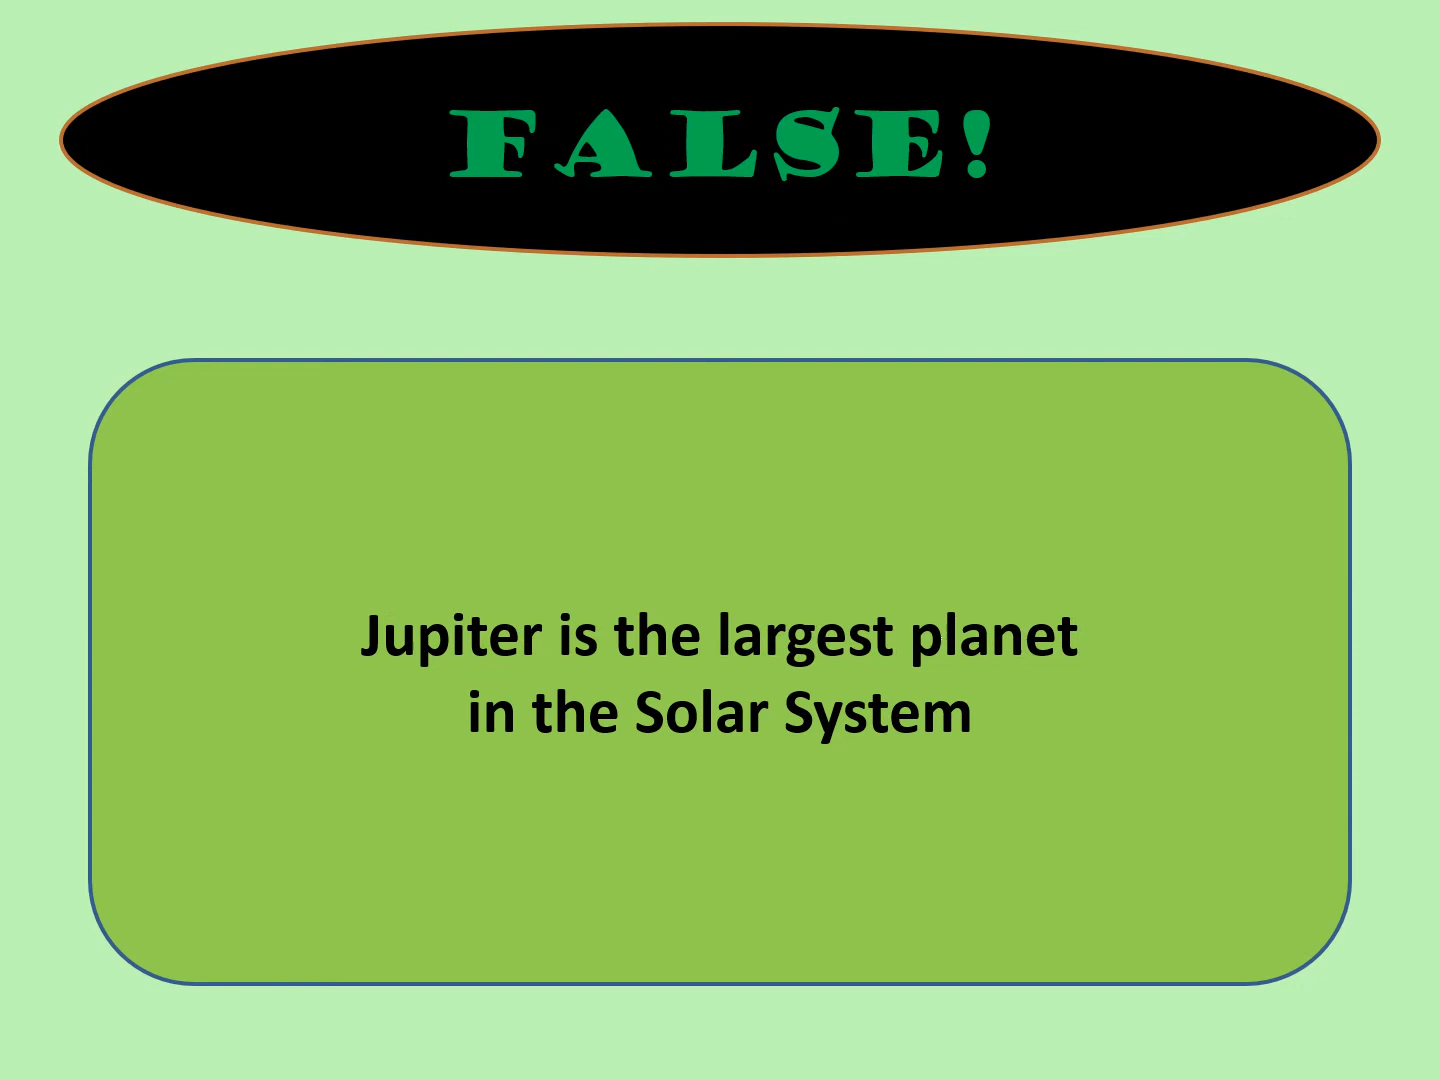 FALSE!
Jupiter is the largest planet
in the Solar System